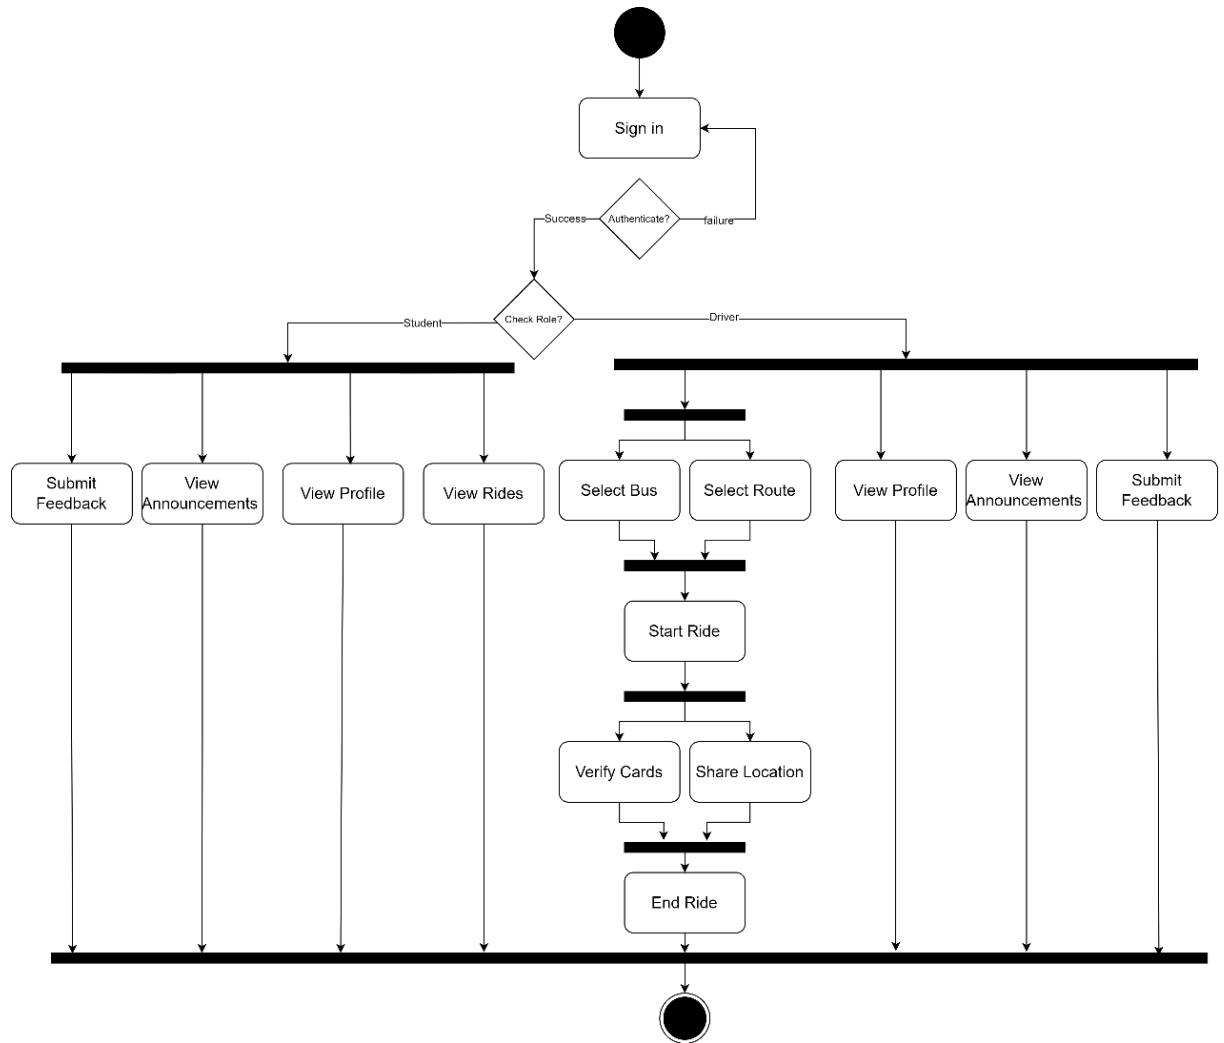 Sign in
Authenticate?
Success
failure
Check Role?
Student
Driver
Submit
Feedback
View
Announcements
View Profile
View Rides
Select Bus
Select Route
View Profile
View
Announcements
Submit
Feedback
Start Ride
Verify Cards
Share Location
End Ride